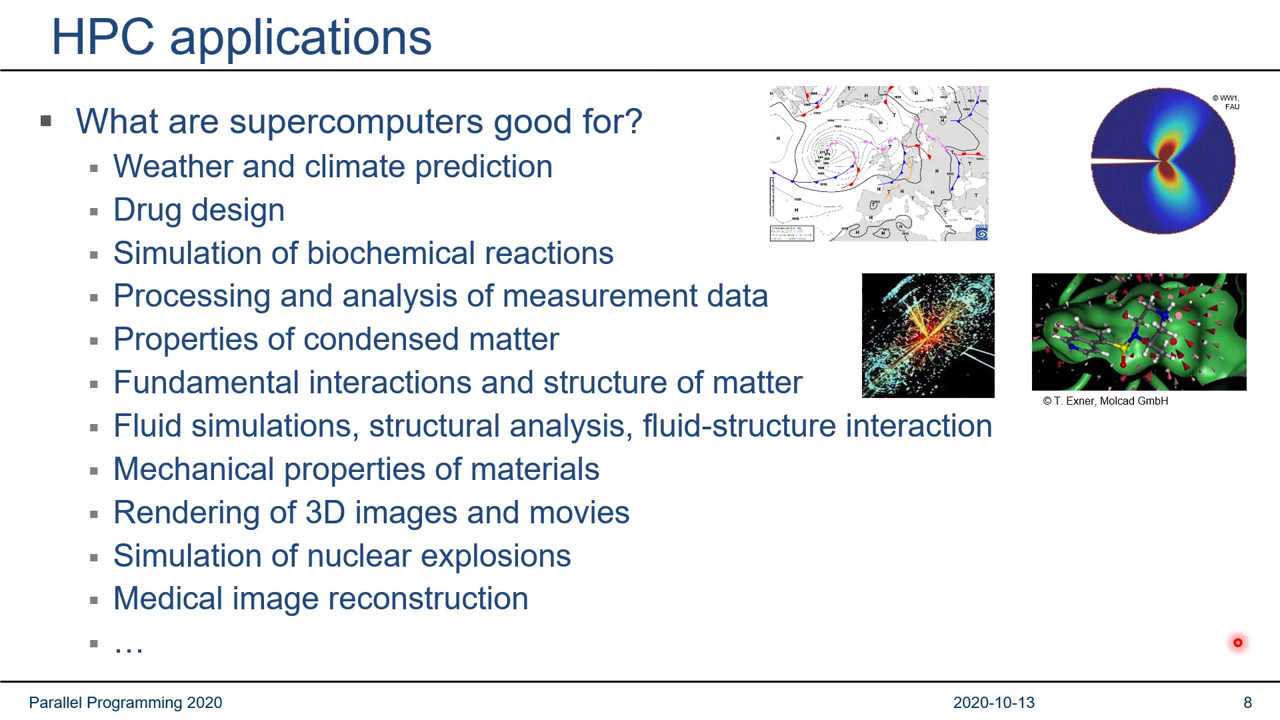 HPC applications
▪ What are supercomputers good for?
▪ Weather and climate prediction
▪ Drug design
▪ Simulation of biochemical reactions
▪ Processing and analysis of measurement data
▪ Properties of condensed matter
▪ Fundamental interactions and structure of matter
▪ Fluid simulations, structural analysis, fluid-structure interaction
▪ Mechanical properties of materials
▪ Rendering of 3D images and movies
▪ Simulation of nuclear explosions
▪ Medical image reconstruction
▪ …
© WW1,
FAU
© T. Exner, Molcad GmbH
Parallel Programming 2020
2020-10-13
8